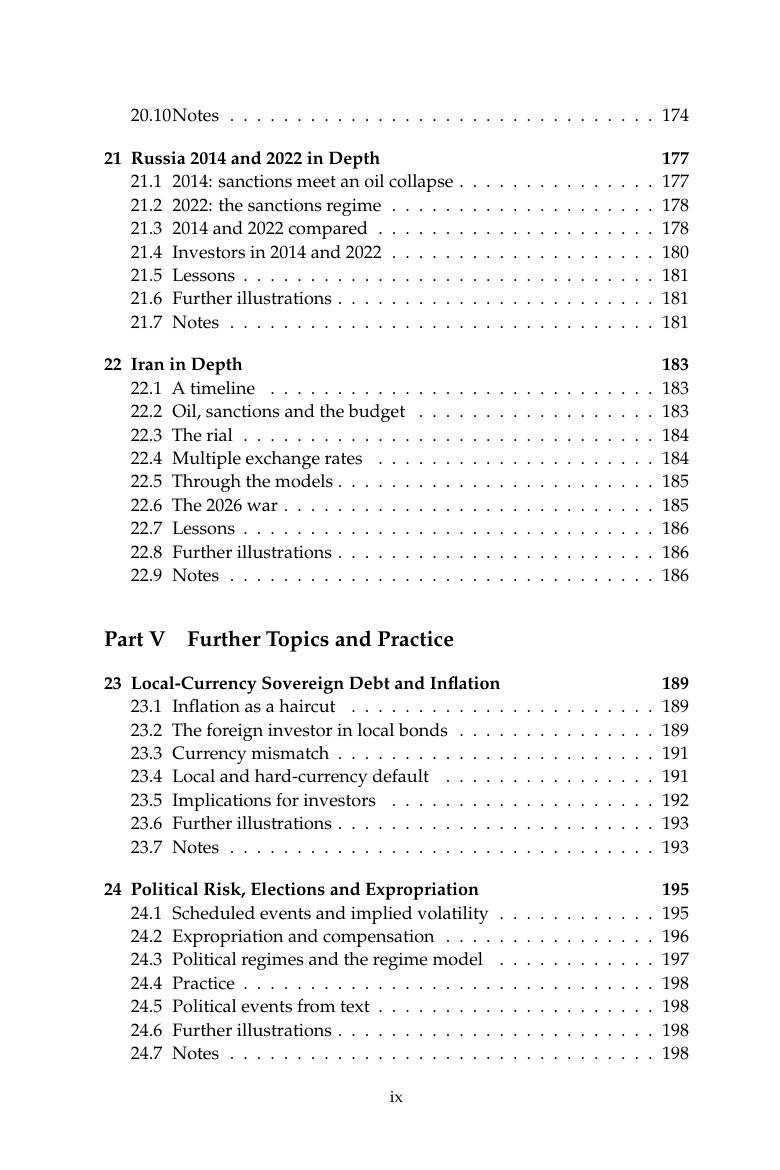 20.10Notes . . . . . . . . . . . . . . . . . . . . . . . . . . . . . . . . 174
21 Russia 2014 and 2022 in Depth 177
21.1 2014: sanctions meet an oil collapse . . . . . . . . . . . . . . . 177
21.2 2022: the sanctions regime . . . . . . . . . . . . . . . . . . . . 178
21.3 2014 and 2022 compared . . . . . . . . . . . . . . . . . . . . . 178
21.4 Investors in 2014 and 2022 . . . . . . . . . . . . . . . . . . . . 180
21.5 Lessons . . . . . . . . . . . . . . . . . . . . . . . . . . . . . . . 181
21.6 Further illustrations . . . . . . . . . . . . . . . . . . . . . . . . 181
21.7 Notes . . . . . . . . . . . . . . . . . . . . . . . . . . . . . . . . 181
22 Iran in Depth 183
22.1 A timeline . . . . . . . . . . . . . . . . . . . . . . . . . . . . . 183
22.2 Oil, sanctions and the budget . . . . . . . . . . . . . . . . . . 183
22.3 The rial . . . . . . . . . . . . . . . . . . . . . . . . . . . . . . . 184
22.4 Multiple exchange rates . . . . . . . . . . . . . . . . . . . . . 184
22.5 Through the models . . . . . . . . . . . . . . . . . . . . . . . . 185
22.6 The 2026 war . . . . . . . . . . . . . . . . . . . . . . . . . . . . 185
22.7 Lessons . . . . . . . . . . . . . . . . . . . . . . . . . . . . . . . 186
22.8 Further illustrations . . . . . . . . . . . . . . . . . . . . . . . . 186
22.9 Notes . . . . . . . . . . . . . . . . . . . . . . . . . . . . . . . . 186
Part V Further Topics and Practice
23 Local-Currency Sovereign Debt and Inflation 189
23.1 Inflation as a haircut . . . . . . . . . . . . . . . . . . . . . . . 189
23.2 The foreign investor in local bonds . . . . . . . . . . . . . . . 189
23.3 Currency mismatch . . . . . . . . . . . . . . . . . . . . . . . . 191
23.4 Local and hard-currency default . . . . . . . . . . . . . . . . 191
23.5 Implications for investors . . . . . . . . . . . . . . . . . . . . 192
23.6 Further illustrations . . . . . . . . . . . . . . . . . . . . . . . . 193
23.7 Notes . . . . . . . . . . . . . . . . . . . . . . . . . . . . . . . . 193
24 Political Risk, Elections and Expropriation 195
24.1 Scheduled events and implied volatility . . . . . . . . . . . . 195
24.2 Expropriation and compensation . . . . . . . . . . . . . . . . 196
24.3 Political regimes and the regime model . . . . . . . . . . . . 197
24.4 Practice . . . . . . . . . . . . . . . . . . . . . . . . . . . . . . . 198
24.5 Political events from text . . . . . . . . . . . . . . . . . . . . . 198
24.6 Further illustrations . . . . . . . . . . . . . . . . . . . . . . . . 198
24.7 Notes . . . . . . . . . . . . . . . . . . . . . . . . . . . . . . . . 198
ix